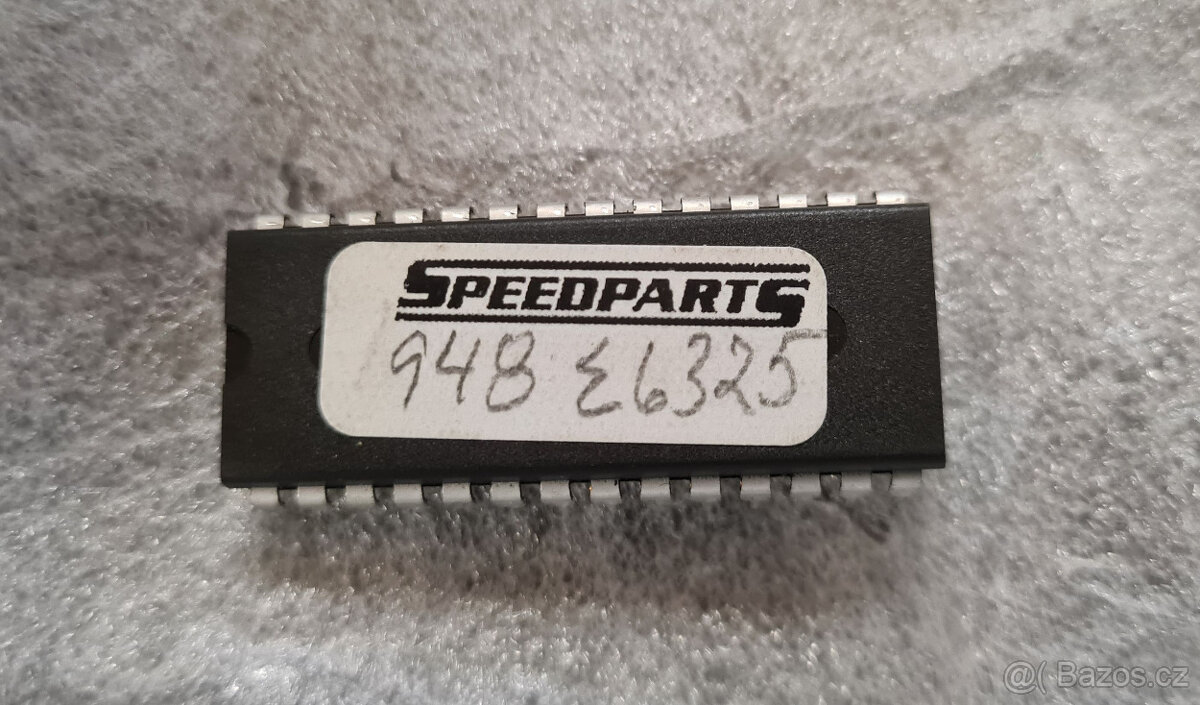 SPEEDPARTS
948 E6325
@( Bazos.cz